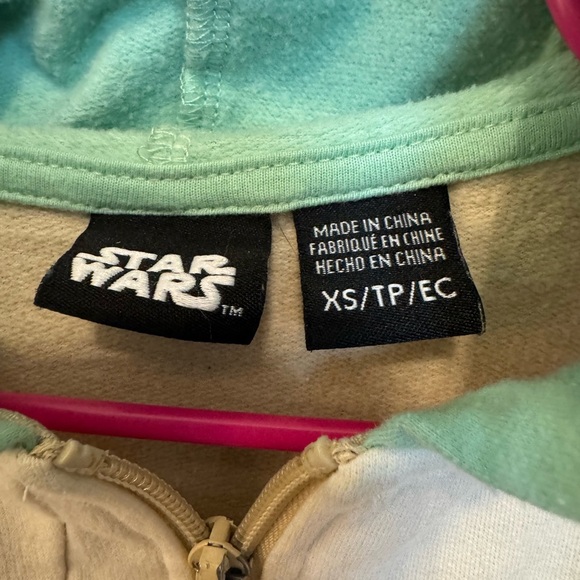 STAR
WARS
TM
MADE IN CHINA
FABRIQUÉ EN CHINE
HECHO EN CHINA
XS/TP/EC